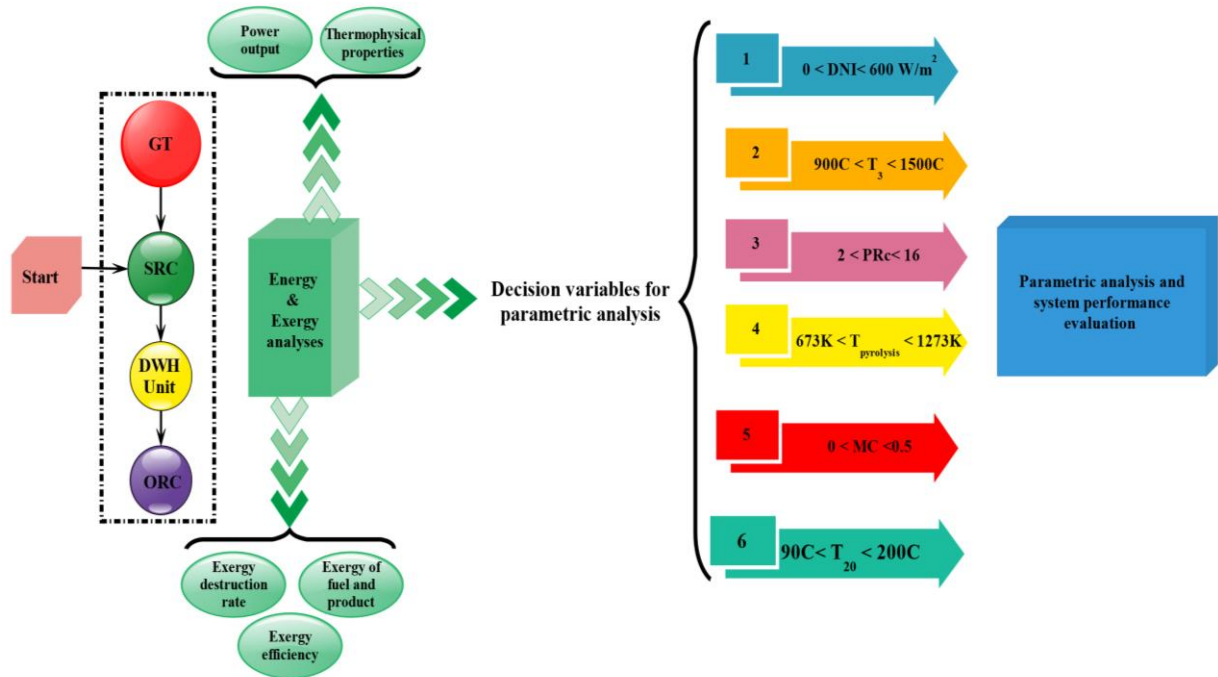 Start
GT
SRC
DWH
Unit
ORC
Power
output
Thermophysical
properties
Energy
&
Exergy
analyses
Exergy
destruction
rate
Exergy of
fuel and
product
Exergy
efficiency
Decision variables for
parametric analysis
1
0 < DNI< 600 W/m²
2
900C < T₃ < 1500C
3
2 < PRc< 16
4
673K < T_pyrolysis < 1273K
5
0 < MC <0.5
6
90C< T₂₀ < 200C
Parametric analysis and
system performance
evaluation